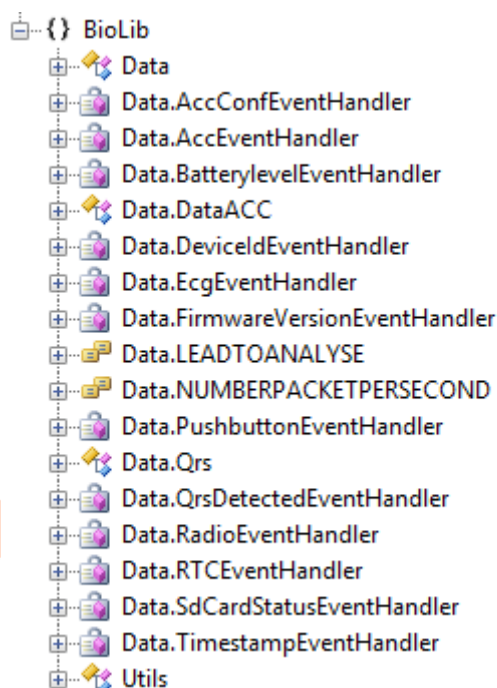 {} BioLib
Data
Data.AccConfEventHandler
Data.AccEventHandler
Data.BatterylevelEventHandler
Data.DataACC
Data.DeviceIdEventHandler
Data.EcgEventHandler
Data.FirmwareVersionEventHandler
Data.LEADTOANALYSE
Data.NUMBERPACKETPERSECOND
Data.PushbuttonEventHandler
Data.Qrs
Data.QrsDetectedEventHandler
Data.RadioEventHandler
Data.RTCEventHandler
Data.SdCardStatusEventHandler
Data.TimestampEventHandler
Utils